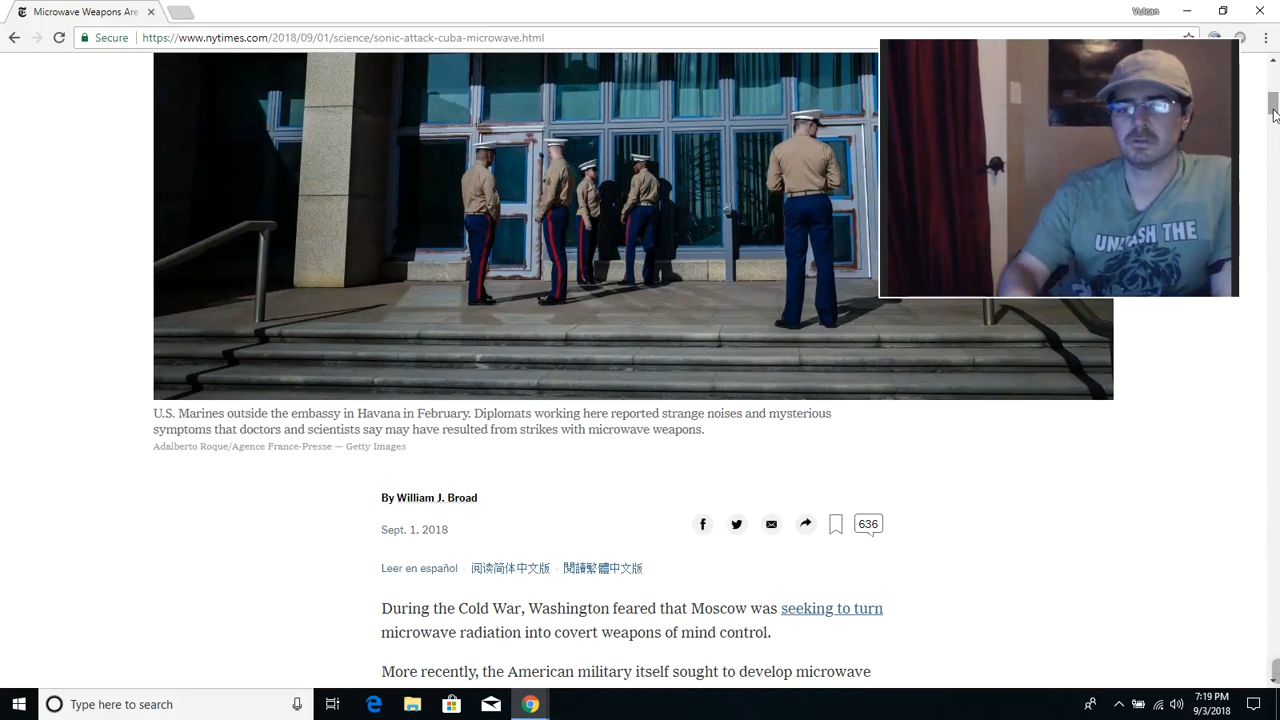 Microwave Weapons Are
Vulcan
Secure
https://www.nytimes.com/2018/09/01/science/sonic-attack-cuba-microwave.html
THE
U.S. Marines outside the embassy in Havana in February. Diplomats working here reported strange noises and mysterious
symptoms that doctors and scientists say may have resulted from strikes with microwave weapons.
Adalberto Roque/Agence France-Presse — Getty Images
By William J. Broad
Sept. 1, 2018
636
Leer en español · 阅读简体中文版 · 閱讀繁體中文版
During the Cold War, Washington feared that Moscow was seeking to turn
microwave radiation into covert weapons of mind control.
More recently, the American military itself sought to develop microwave
Type here to search
7:19 PM
9/3/2018